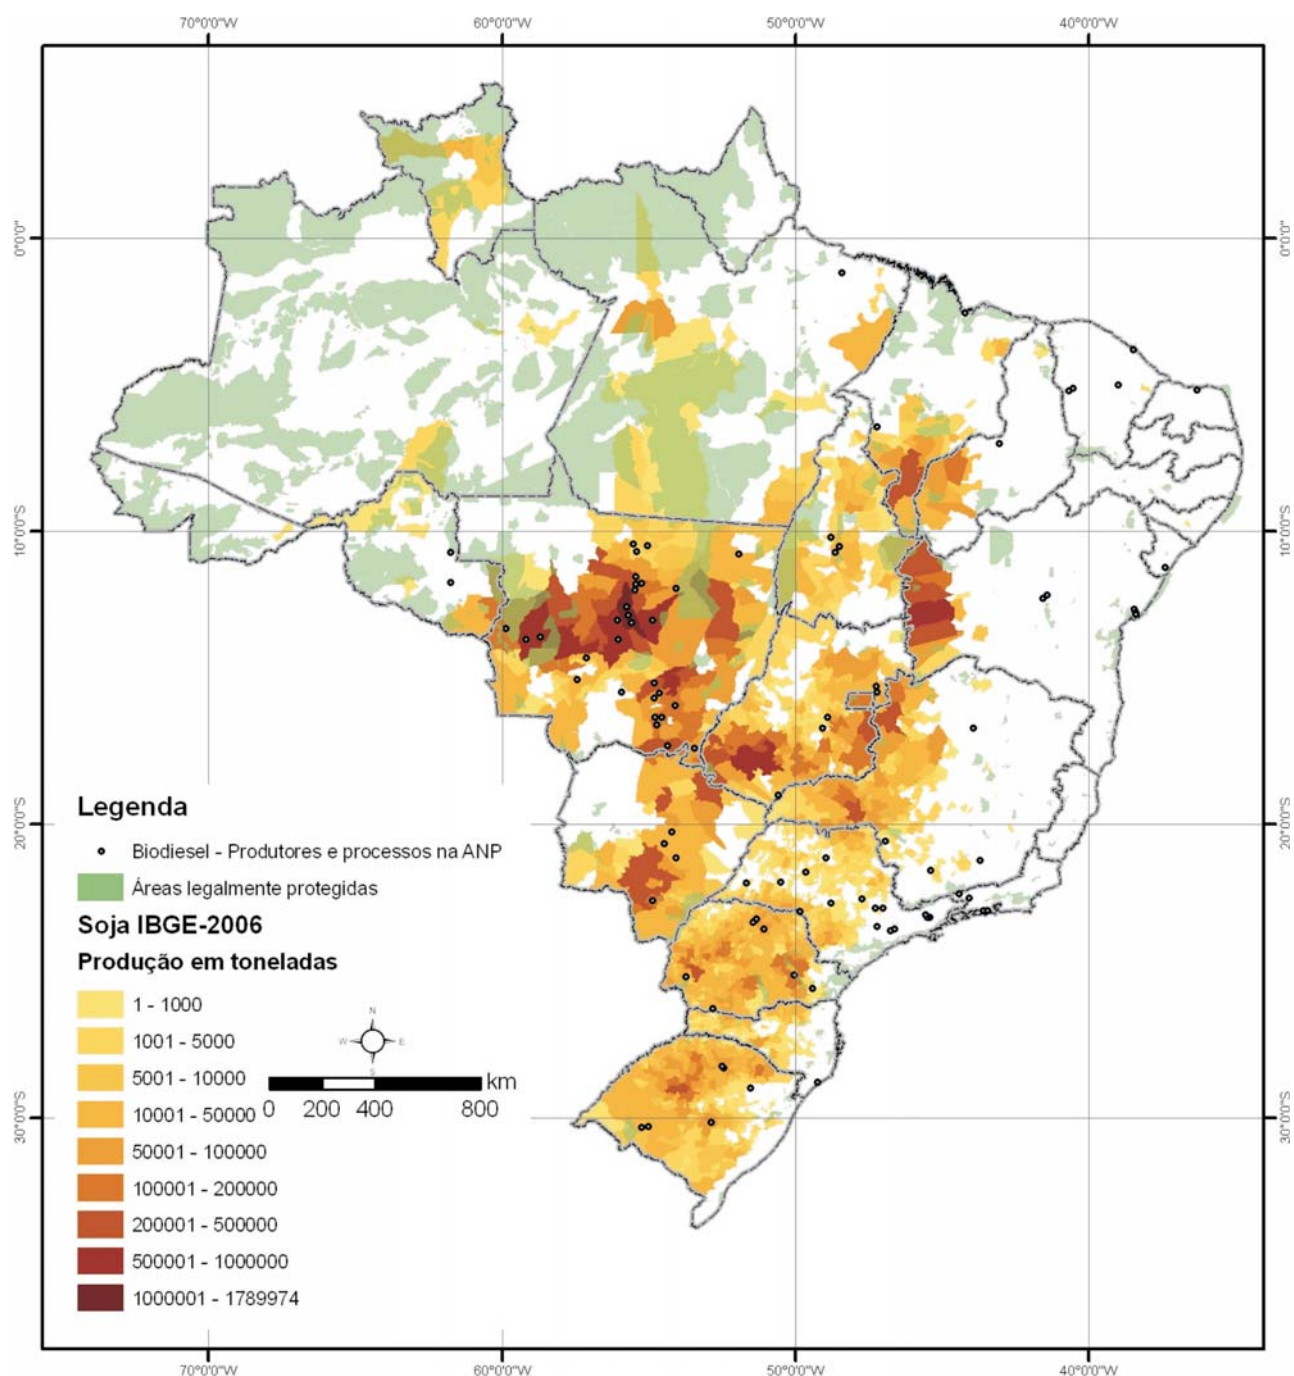 70°0'0"W 60°0'0"W 50°0'0"W 40°0'0"W
0°0'0" 0°0'0"
10°0'0"S 10°0'0"S
20°0'0"S 20°0'0"S
30°0'0"S 30°0'0"S
Legenda
Biodiesel - Produtores e processos na ANP
Áreas legalmente protegidas
Soja IBGE-2006
Produção em toneladas
1 - 1000
1001 - 5000
5001 - 10000
10001 - 50000
50001 - 100000
100001 - 200000
200001 - 500000
500001 - 1000000
1000001 - 1789974
N
W E
S
km
0 200 400 800
70°0'0"W 60°0'0"W 50°0'0"W 40°0'0"W